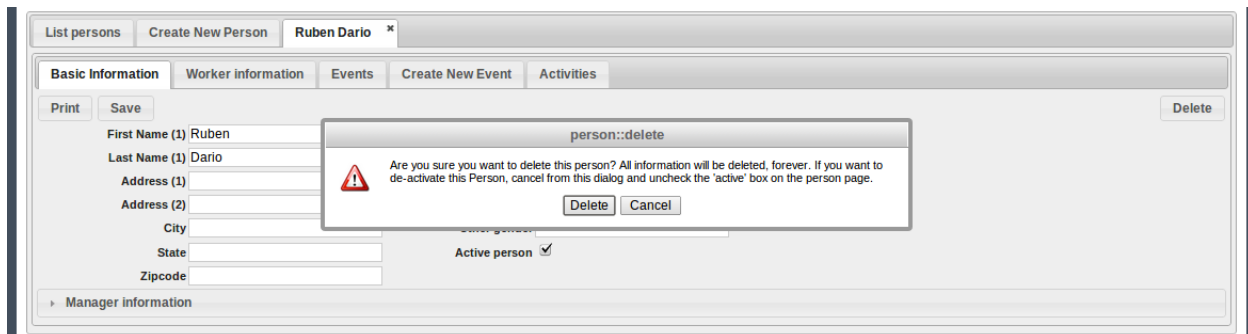 List persons Create New Person Ruben Dario ×
Basic Information Worker information Events Create New Event Activities
Print Save Delete
First Name (1) Ruben
person::delete
Last Name (1) Dario
Are you sure you want to delete this person? All information will be deleted, forever. If you want to
de-activate this Person, cancel from this dialog and uncheck the 'active' box on the person page.
Address (1)
Address (2)
Delete Cancel
City
State Active person
Zipcode
Manager information